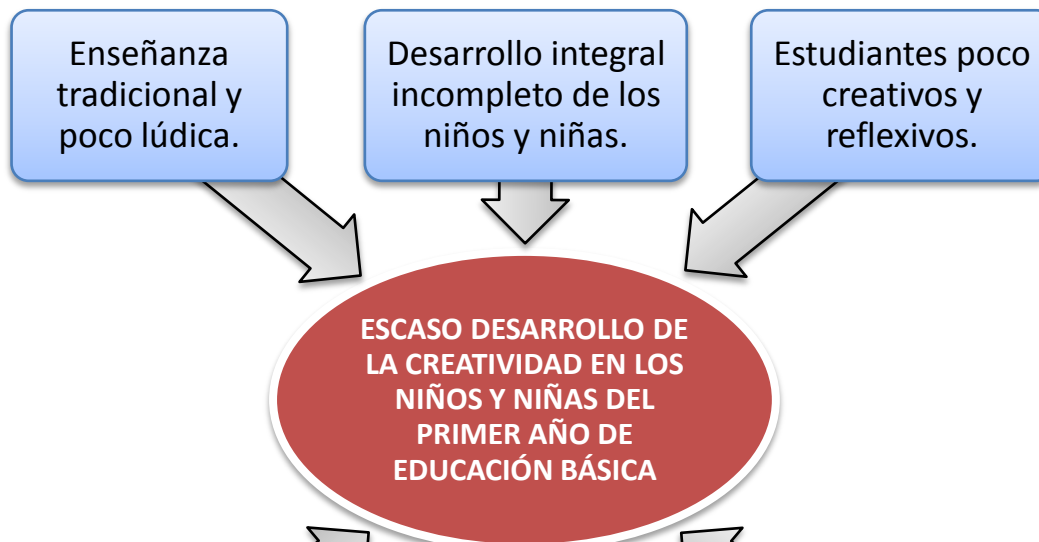 Enseñanza
tradicional y
poco lúdica.
Desarrollo integral
incompleto de los
niños y niñas.
Estudiantes poco
creativos y
reflexivos.
ESCASO DESARROLLO DE
LA CREATIVIDAD EN LOS
NIÑOS Y NIÑAS DEL
PRIMER AÑO DE
EDUCACIÓN BÁSICA